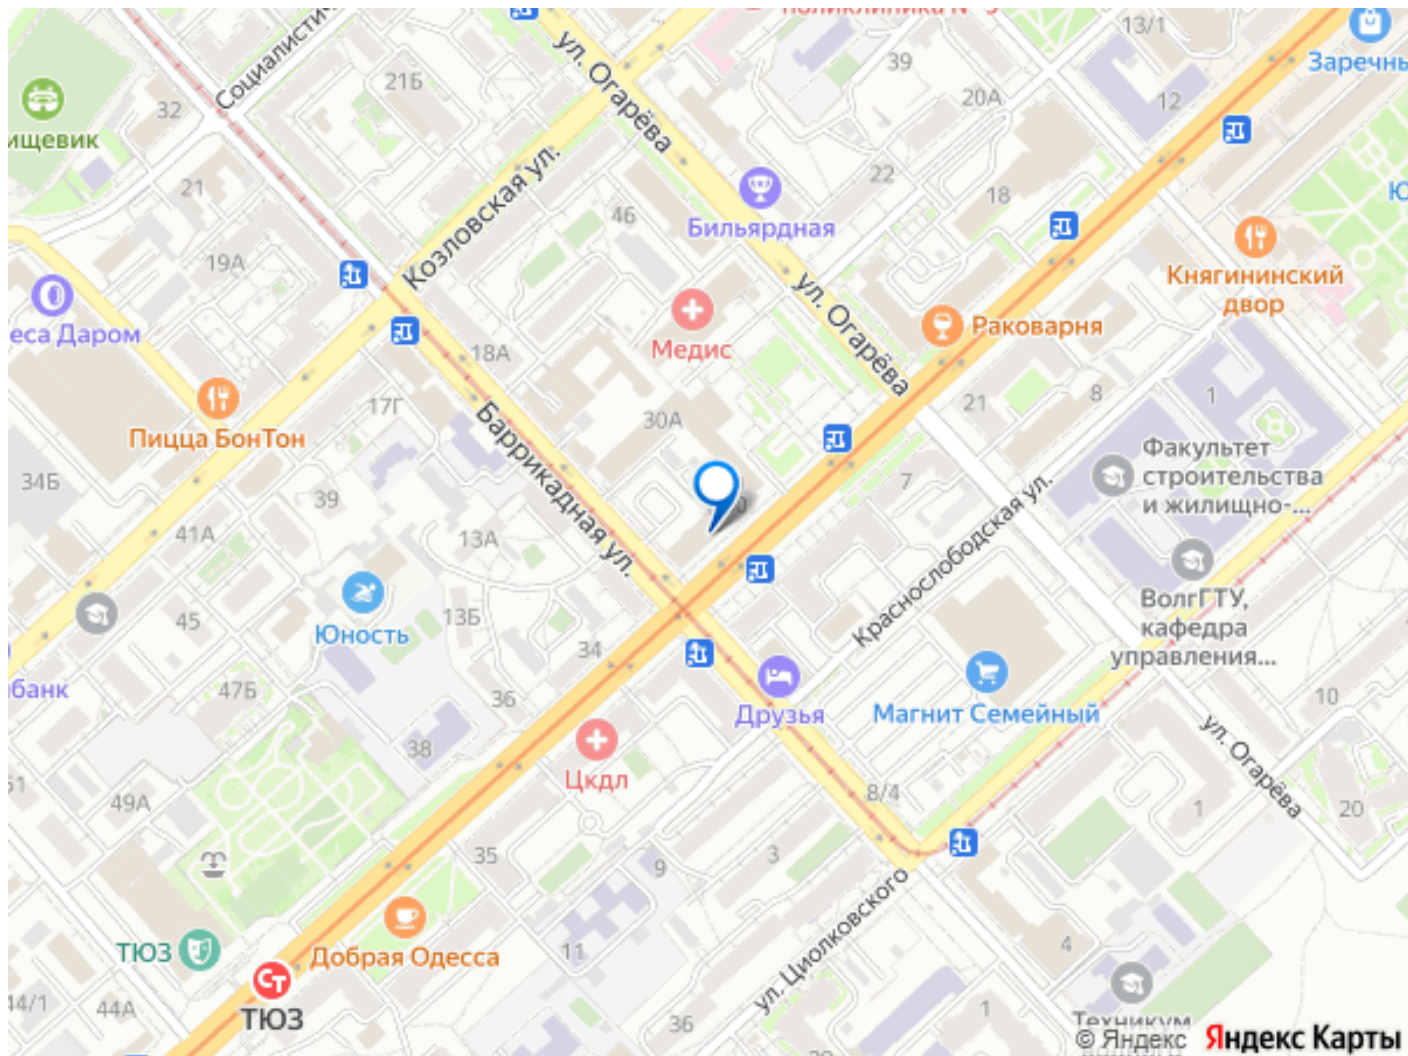 Социалистич
ул. Огарёва
13/1
Заречны
39
21Б
20А
12
32
ищевик
Козловская ул.
22
21
Бильярдная
18
46
Ю
19А
Княгининский
двор
ул. Огарёва
Раковарня
еса Даром
Медис
18А
17Г
30А
21
8
1
Пицца БонТон
Баррикадная ул.
Факультет
строительства
и жилищно-...
34Б
39
7
41А
13А
Краснослободская ул.
ВолгГТУ,
кафедра
управления...
45
Юность
13Б
34
банк
47Б
36
Друзья
Магнит Семейный
10
38
Цкдл
ул. Огарёва
8/4
49А
1
20
35
9
3
ул. Циолковского
ТЮЗ
Добрая Одесса
11
4
44/1
44А
ТЮЗ
36
1
Техникум
© Яндекс Яндекс Карты